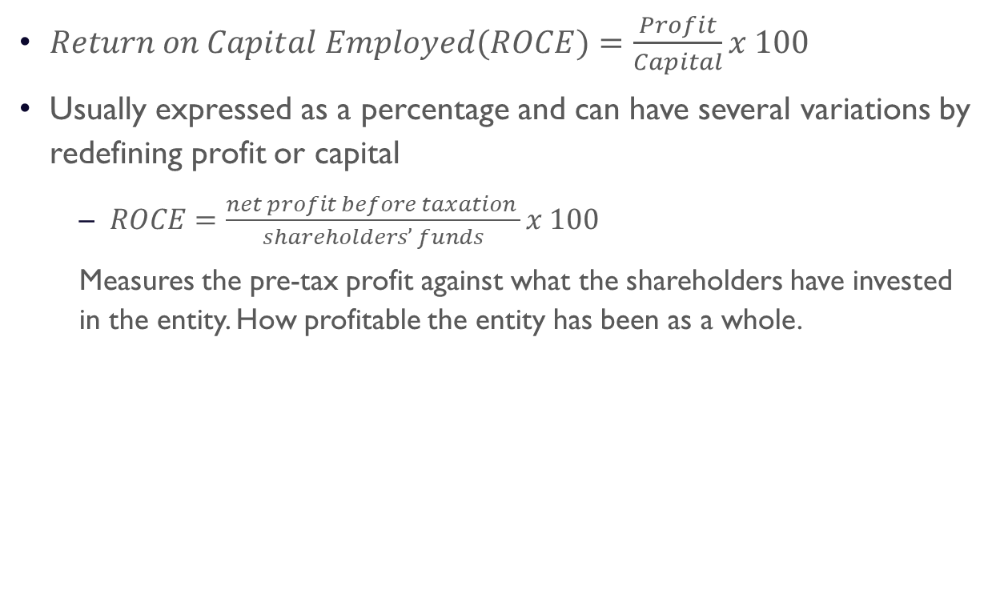 • Return on Capital Employed(ROCE) = Profit/Capital x 100
• Usually expressed as a percentage and can have several variations by
redefining profit or capital
– ROCE = net profit before taxation/shareholders' funds x 100
Measures the pre-tax profit against what the shareholders have invested
in the entity. How profitable the entity has been as a whole.